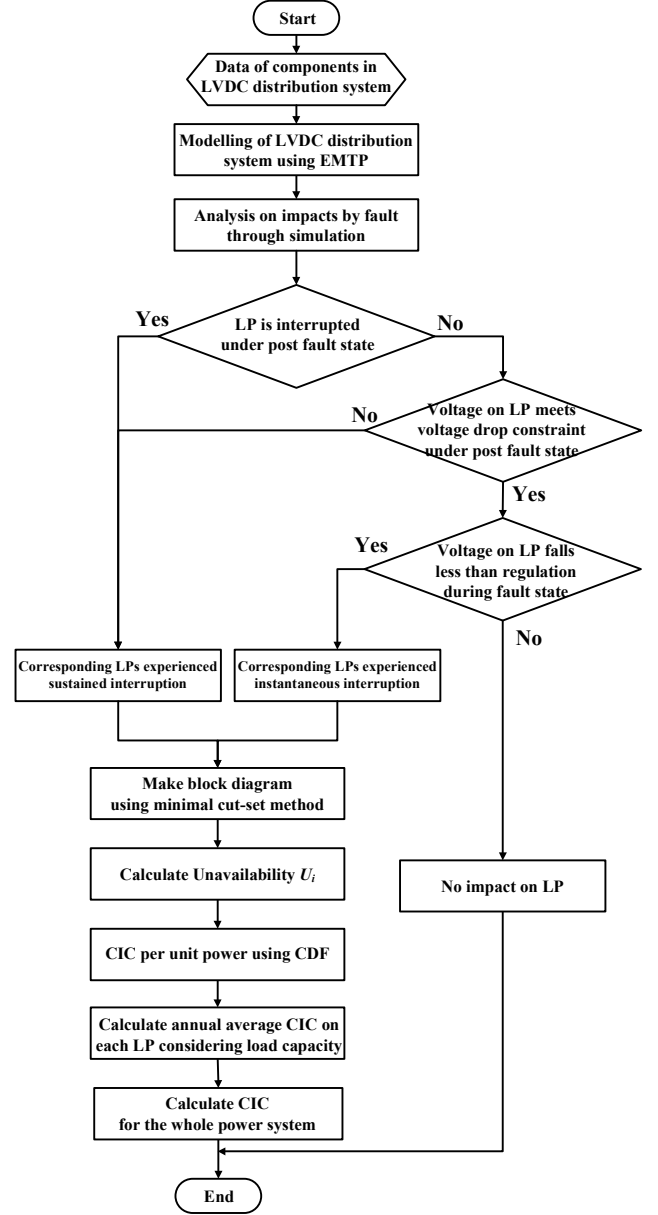 Start
Data of components in
LVDC distribution system
Modelling of LVDC distribution
system using EMTP
Analysis on impacts by fault
through simulation
Yes
LP is interrupted
under post fault state
No
No
Voltage on LP meets
voltage drop constraint
under post fault state
Yes
Yes
Voltage on LP falls
less than regulation
during fault state
No
Corresponding LPs experienced
sustained interruption
Corresponding LPs experienced
instantaneous interruption
Make block diagram
using minimal cut-set method
Calculate Unavailability Ui
No impact on LP
CIC per unit power using CDF
Calculate annual average CIC on
each LP considering load capacity
Calculate CIC
for the whole power system
End